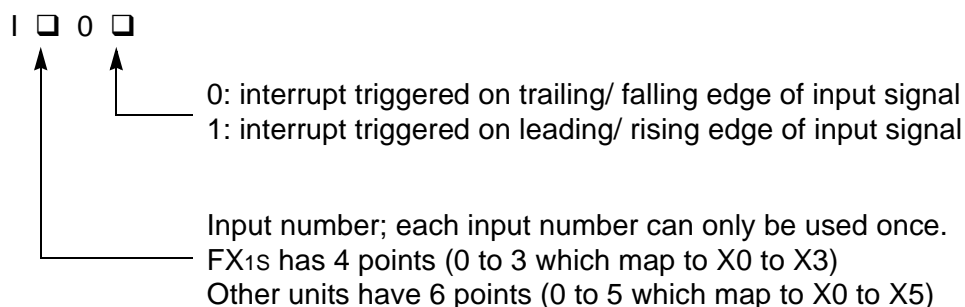 I ❑ 0 ❑
0: interrupt triggered on trailing/ falling edge of input signal
1: interrupt triggered on leading/ rising edge of input signal
Input number; each input number can only be used once.
FX1S has 4 points (0 to 3 which map to X0 to X3)
Other units have 6 points (0 to 5 which map to X0 to X5)